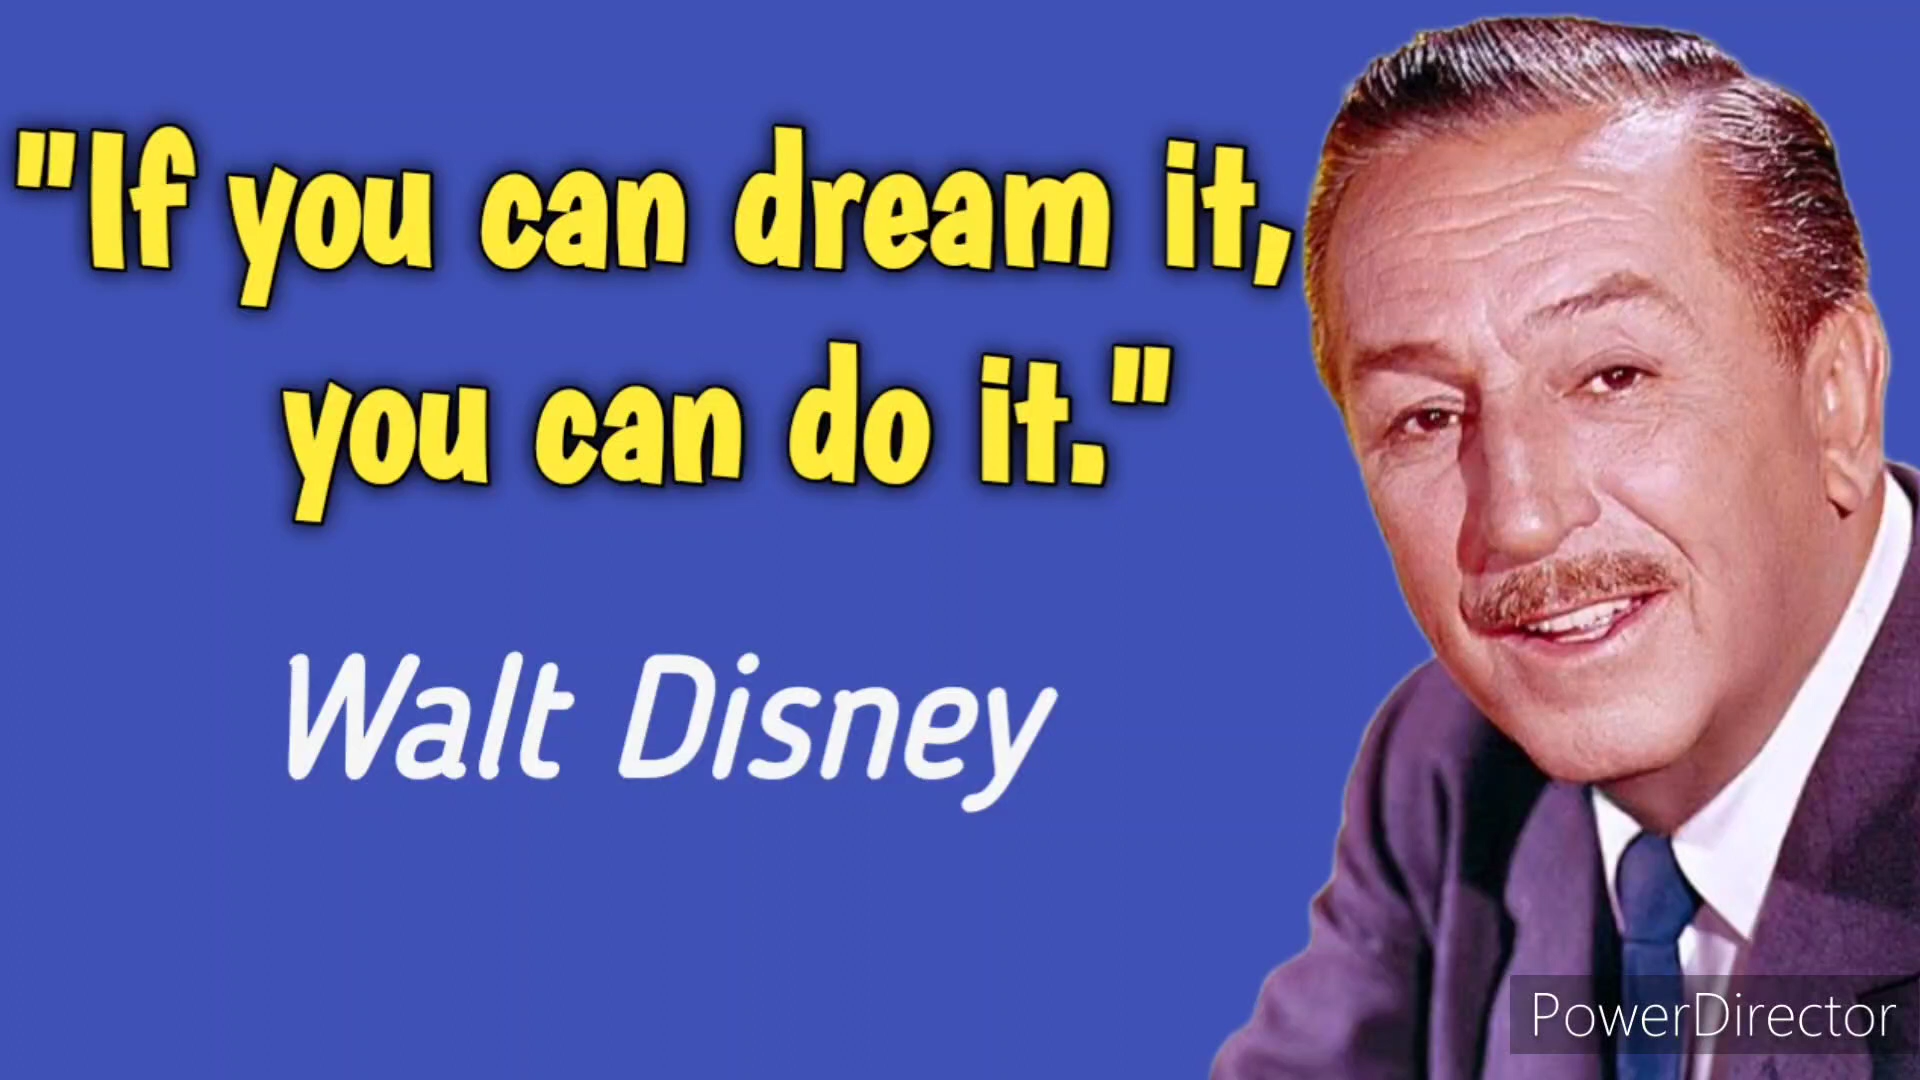 "If you can dream it,
you can do it."
Walt Disney
PowerDirector